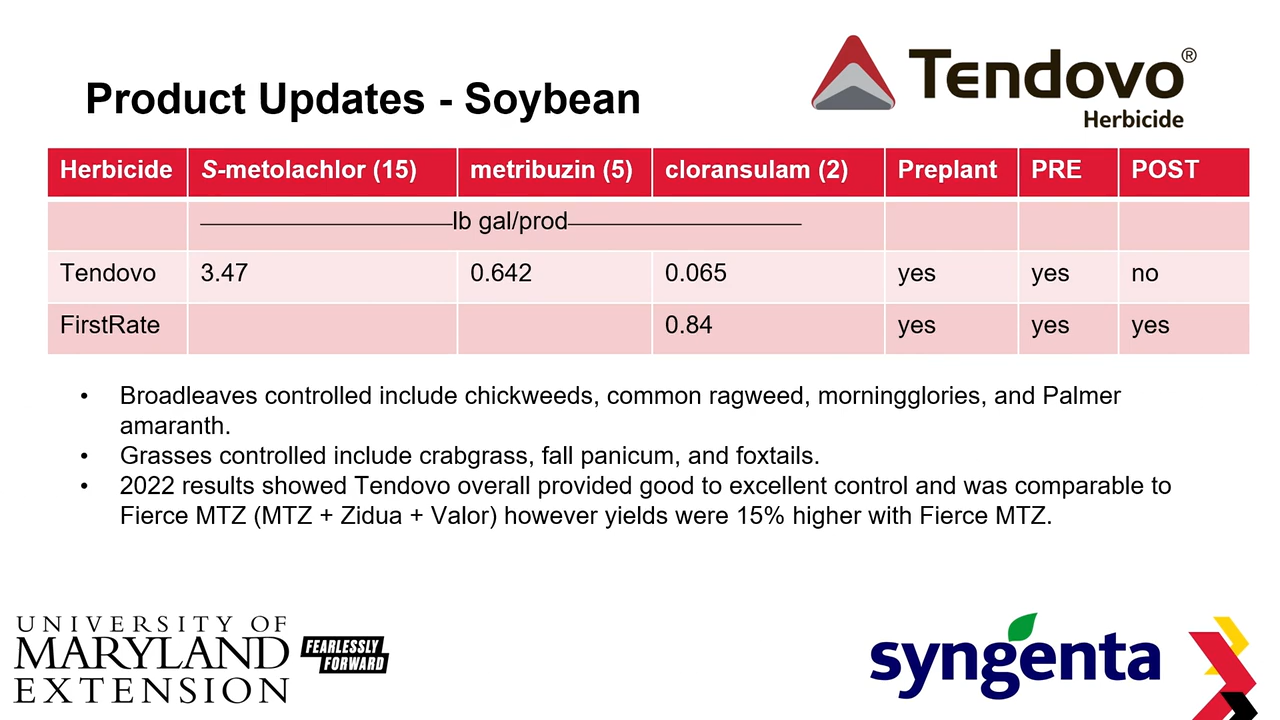 Tendovo®
Herbicide
Product Updates - Soybean
Herbicide S-metolachlor (15) metribuzin (5) cloransulam (2) Preplant PRE POST
lb gal/prod
Tendovo 3.47 0.642 0.065 yes yes no
FirstRate 0.84 yes yes yes
• Broadleaves controlled include chickweeds, common ragweed, morningglories, and Palmer
amaranth.
• Grasses controlled include crabgrass, fall panicum, and foxtails.
• 2022 results showed Tendovo overall provided good to excellent control and was comparable to
Fierce MTZ (MTZ + Zidua + Valor) however yields were 15% higher with Fierce MTZ.
UNIVERSITY OF
MARYLAND
EXTENSION
FEARLESSLY
FORWARD
syngenta